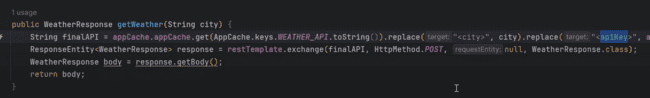 1 usage
public WeatherResponse getWeathar(String city) {
String finalAPI = appCache.appCache.get(AppCache.keys.WEATHER_API.toString()).replace( target: "<city>", city).replace( target: "<apiKey>", a
ResponseEntity<WeatherResponse> response = restTemplate.exchange(finalAPI, HttpMethod.POST, requestEntity: null, WeatherResponse.class);
WeatherResponse body = response.getBody();
return body;
}